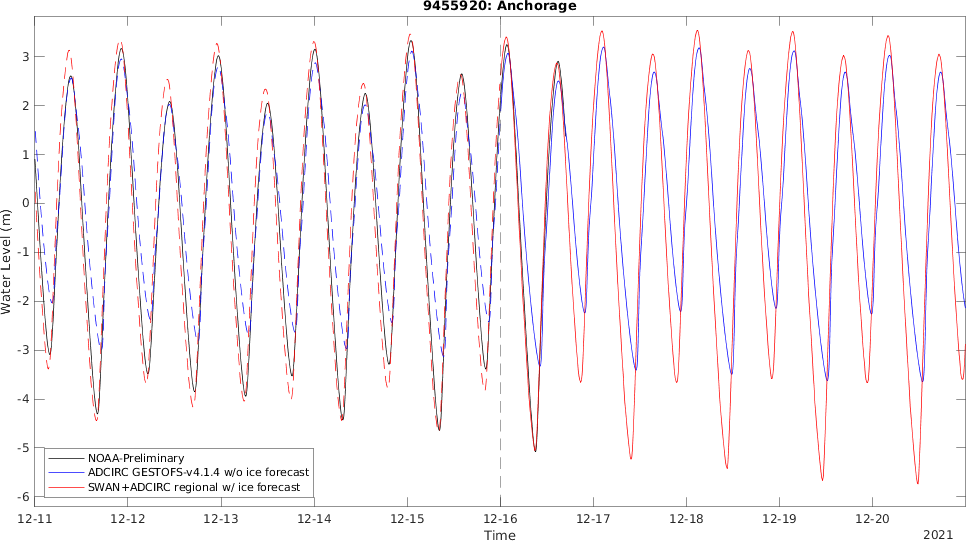 9455920: Anchorage
3
2
1
0
-1
-2
-3
-4
-5
-6
Water Level (m)
NOAA-Preliminary
ADCIRC GESTOFS-v4.1.4 w/o ice forecast
SWAN+ADCIRC regional w/ ice forecast
12-11 12-12 12-13 12-14 12-15 12-16 12-17 12-18 12-19 12-20
Time
2021